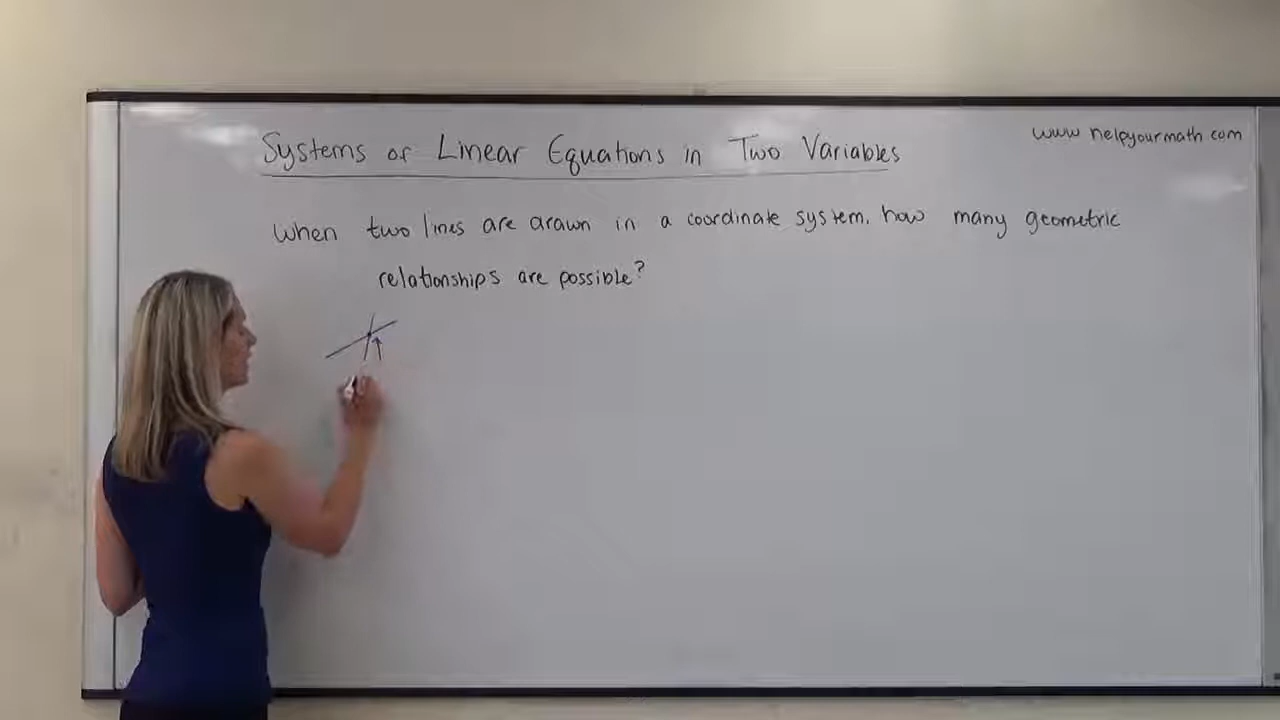 Systems of Linear Equations in Two Variables
www.helpyourmath.com
When two lines are drawn in a coordinate system, how many geometric
relationships are possible?